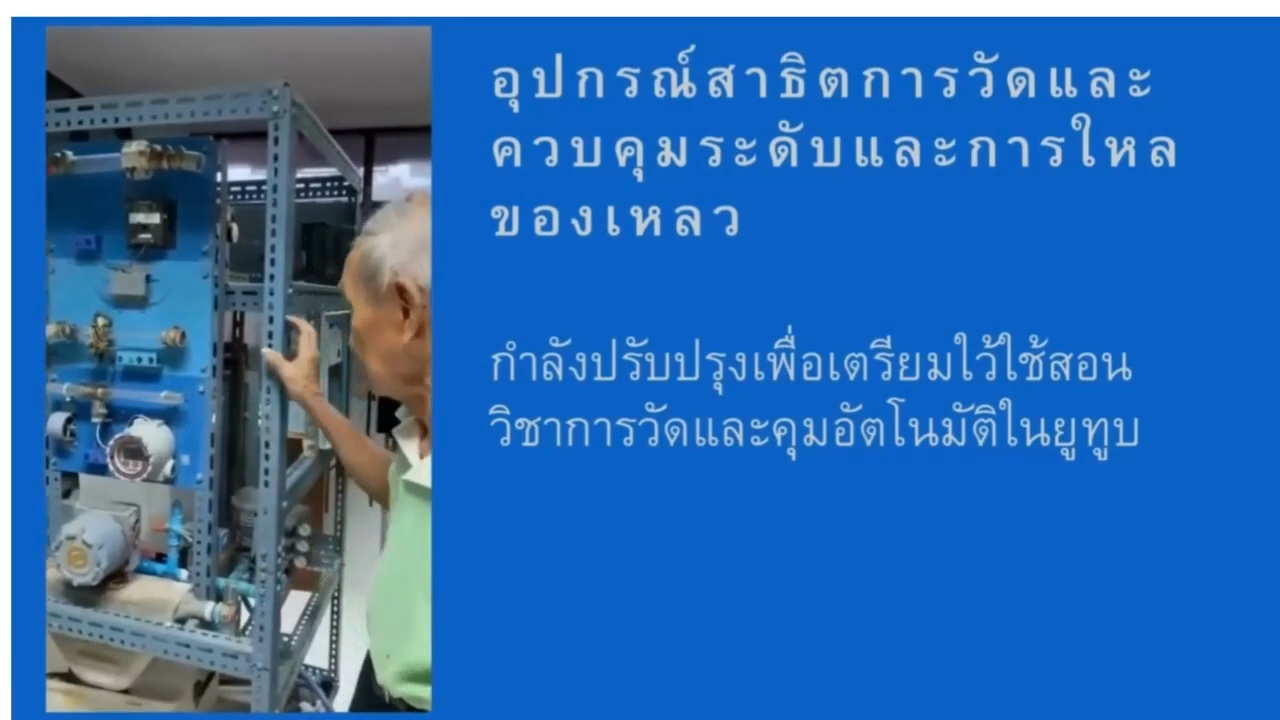 อุปกรณ์สาธิตการวัดและ
ควบคุมระดับและการใหล
ของเหลว
กำลังปรับปรุงเพื่อเตรียมใว้ใช้สอน
วิชาการวัดและคุมอัตโนมัติในยูทูบ